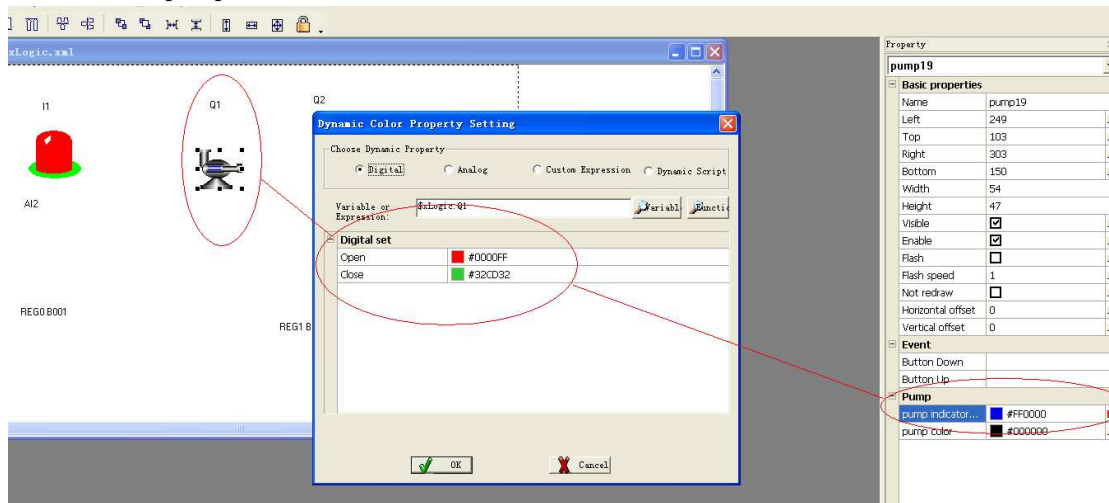 xLogic.xml
I1
Q1
Q2
AI2
REG0 B001
REG1 B
Dynamic Color Property Setting
Choose Dynamic Property
Digital
Analog
Custom Expression
Dynamic Script
Variable or
Expression:
$xLogic.Q1
Variabl
Functi
Digital set
Open #0000FF
Close #32CD32
OK
Cancel
Property
pump19
Basic properties
Name pump19
Left 249
Top 103
Right 303
Bottom 150
Width 54
Height 47
Visible
Enable
Flash
Flash speed 1
Not redraw
Horizontal offset 0
Vertical offset 0
Event
Button Down
Button Up
Pump
pump indicator... #FF0000
pump color #000000